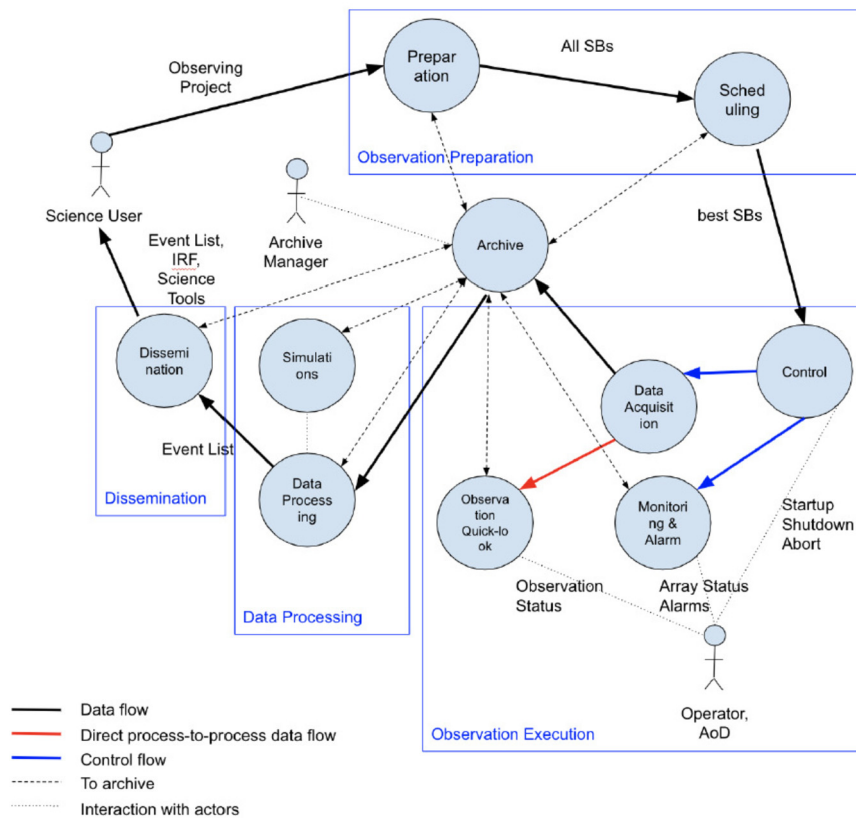 All SBs
Prepar
ation
Observing
Project
Sched
uling
Observation Preparation
Science User
Archive
Manager
best SBs
Archive
Event List,
IRF,
Science
Tools
Dissemi
nation
Simulati
ons
Data
Acquisit
ion
Control
Event List
Dissemination
Data
Process
ing
Observa
tion
Quick-lo
ok
Monitori
ng &
Alarm
Startup
Shutdown
Abort
Observation
Status
Array Status
Alarms
Data Processing
Operator,
AoD
Observation Execution
Data flow
Direct process-to-process data flow
Control flow
To archive
Interaction with actors